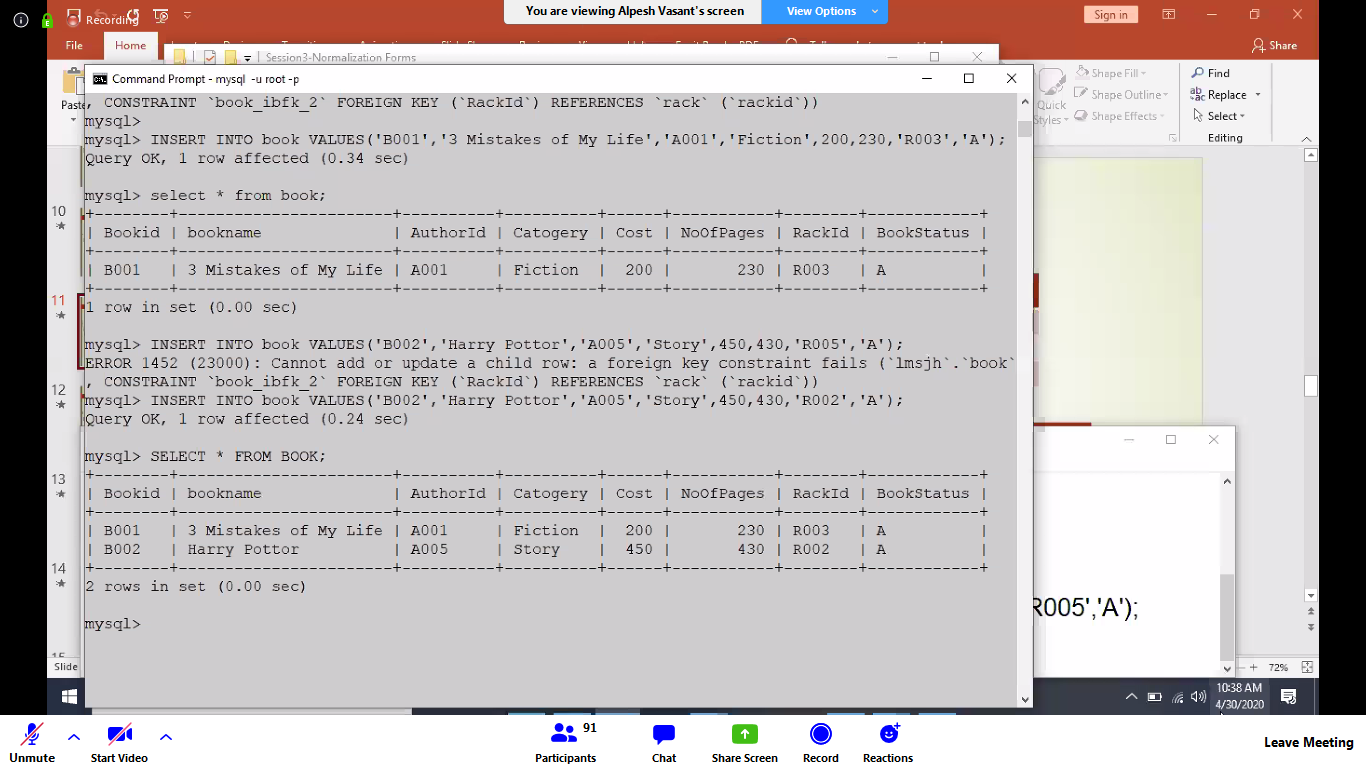 You are viewing Alpesh Vasant's screen
View Options
Recording
Sign in
File
Home
Share
Session3-Normalization Forms
Command Prompt - mysql -u root -p
Paste
Quick
Styles
Shape Fill
Shape Outline
Shape Effects
Find
Replace
Select
Editing
, CONSTRAINT `book_ibfk_2` FOREIGN KEY (`RackId`) REFERENCES `rack` (`rackid`))
mysql>
mysql> INSERT INTO book VALUES('B001','3 Mistakes of My Life','A001','Fiction',200,230,'R003','A');
Query OK, 1 row affected (0.34 sec)
mysql> select * from book;
+--------+-----------------------+----------+----------+------+-----------+--------+------------+
| Bookid | bookname | AuthorId | Catogery | Cost | NoOfPages | RackId | BookStatus |
+--------+-----------------------+----------+----------+------+-----------+--------+------------+
| B001 | 3 Mistakes of My Life | A001 | Fiction | 200 | 230 | R003 | A |
+--------+-----------------------+----------+----------+------+-----------+--------+------------+
1 row in set (0.00 sec)
mysql> INSERT INTO book VALUES('B002','Harry Pottor','A005','Story',450,430,'R005','A');
ERROR 1452 (23000): Cannot add or update a child row: a foreign key constraint fails (`lmsjh`.`book`
, CONSTRAINT `book_ibfk_2` FOREIGN KEY (`RackId`) REFERENCES `rack` (`rackid`))
mysql> INSERT INTO book VALUES('B002','Harry Pottor','A005','Story',450,430,'R002','A');
Query OK, 1 row affected (0.24 sec)
mysql> SELECT * FROM BOOK;
+--------+-----------------------+----------+----------+------+-----------+--------+------------+
| Bookid | bookname | AuthorId | Catogery | Cost | NoOfPages | RackId | BookStatus |
+--------+-----------------------+----------+----------+------+-----------+--------+------------+
| B001 | 3 Mistakes of My Life | A001 | Fiction | 200 | 230 | R003 | A |
| B002 | Harry Pottor | A005 | Story | 450 | 430 | R002 | A |
+--------+-----------------------+----------+----------+------+-----------+--------+------------+
2 rows in set (0.00 sec)
mysql>
10
11
12
13
14
15
R005','A');
Slide
72%
10:38 AM
4/30/2020
Unmute
Start Video
91
Participants
Chat
Share Screen
Record
Reactions
Leave Meeting